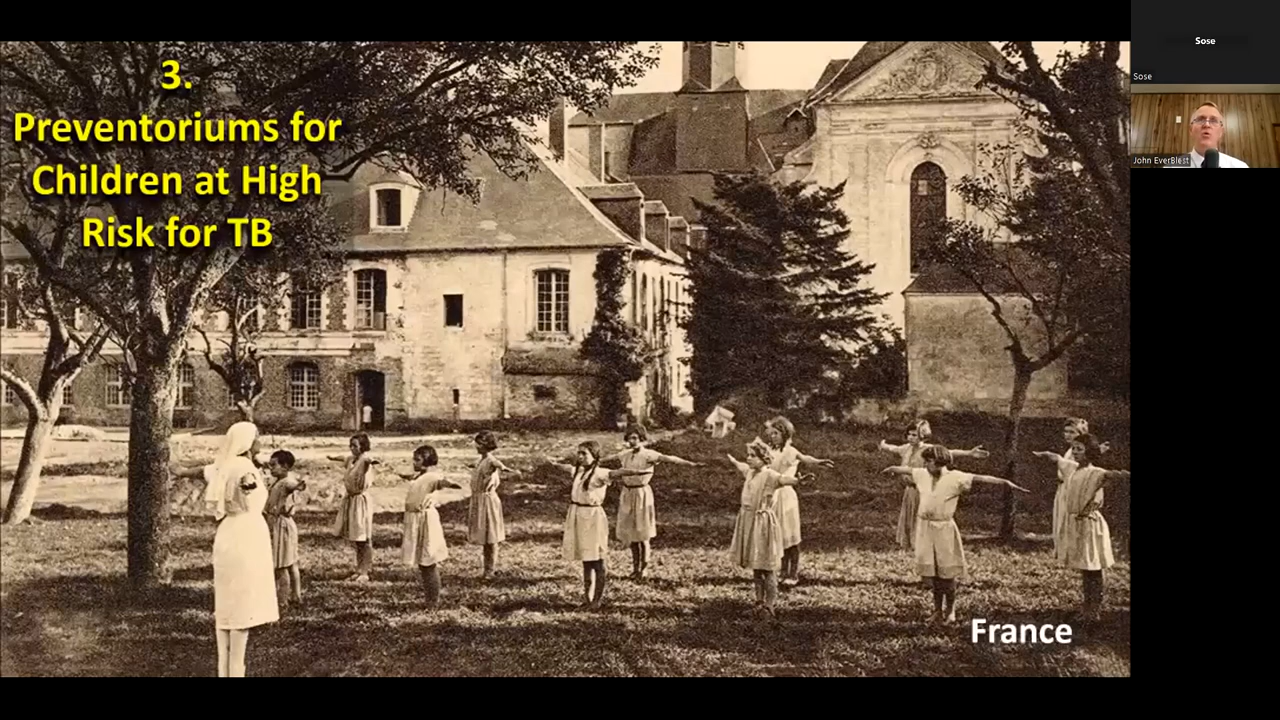 3.
Preventoriums for
Children at High
Risk for TB
France
Sose
Sose
John EverBlest